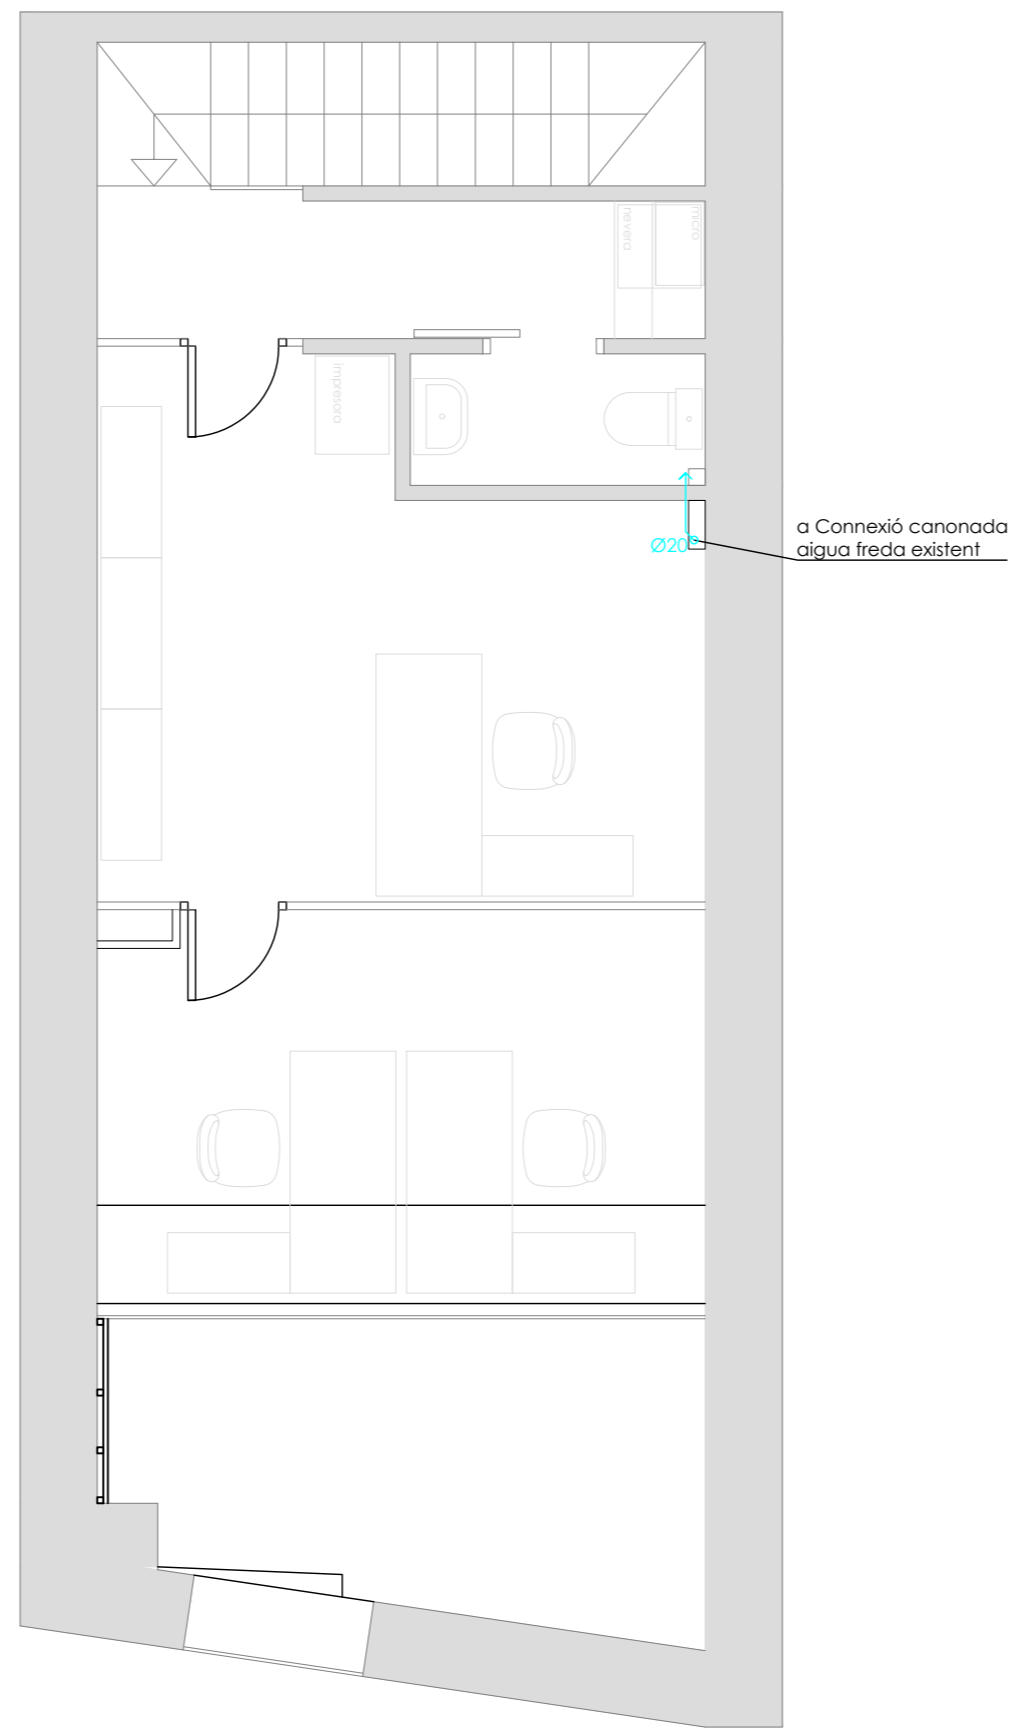 nevera
micro
impresora
a Connexió canonada
aigua freda existent
Ø20